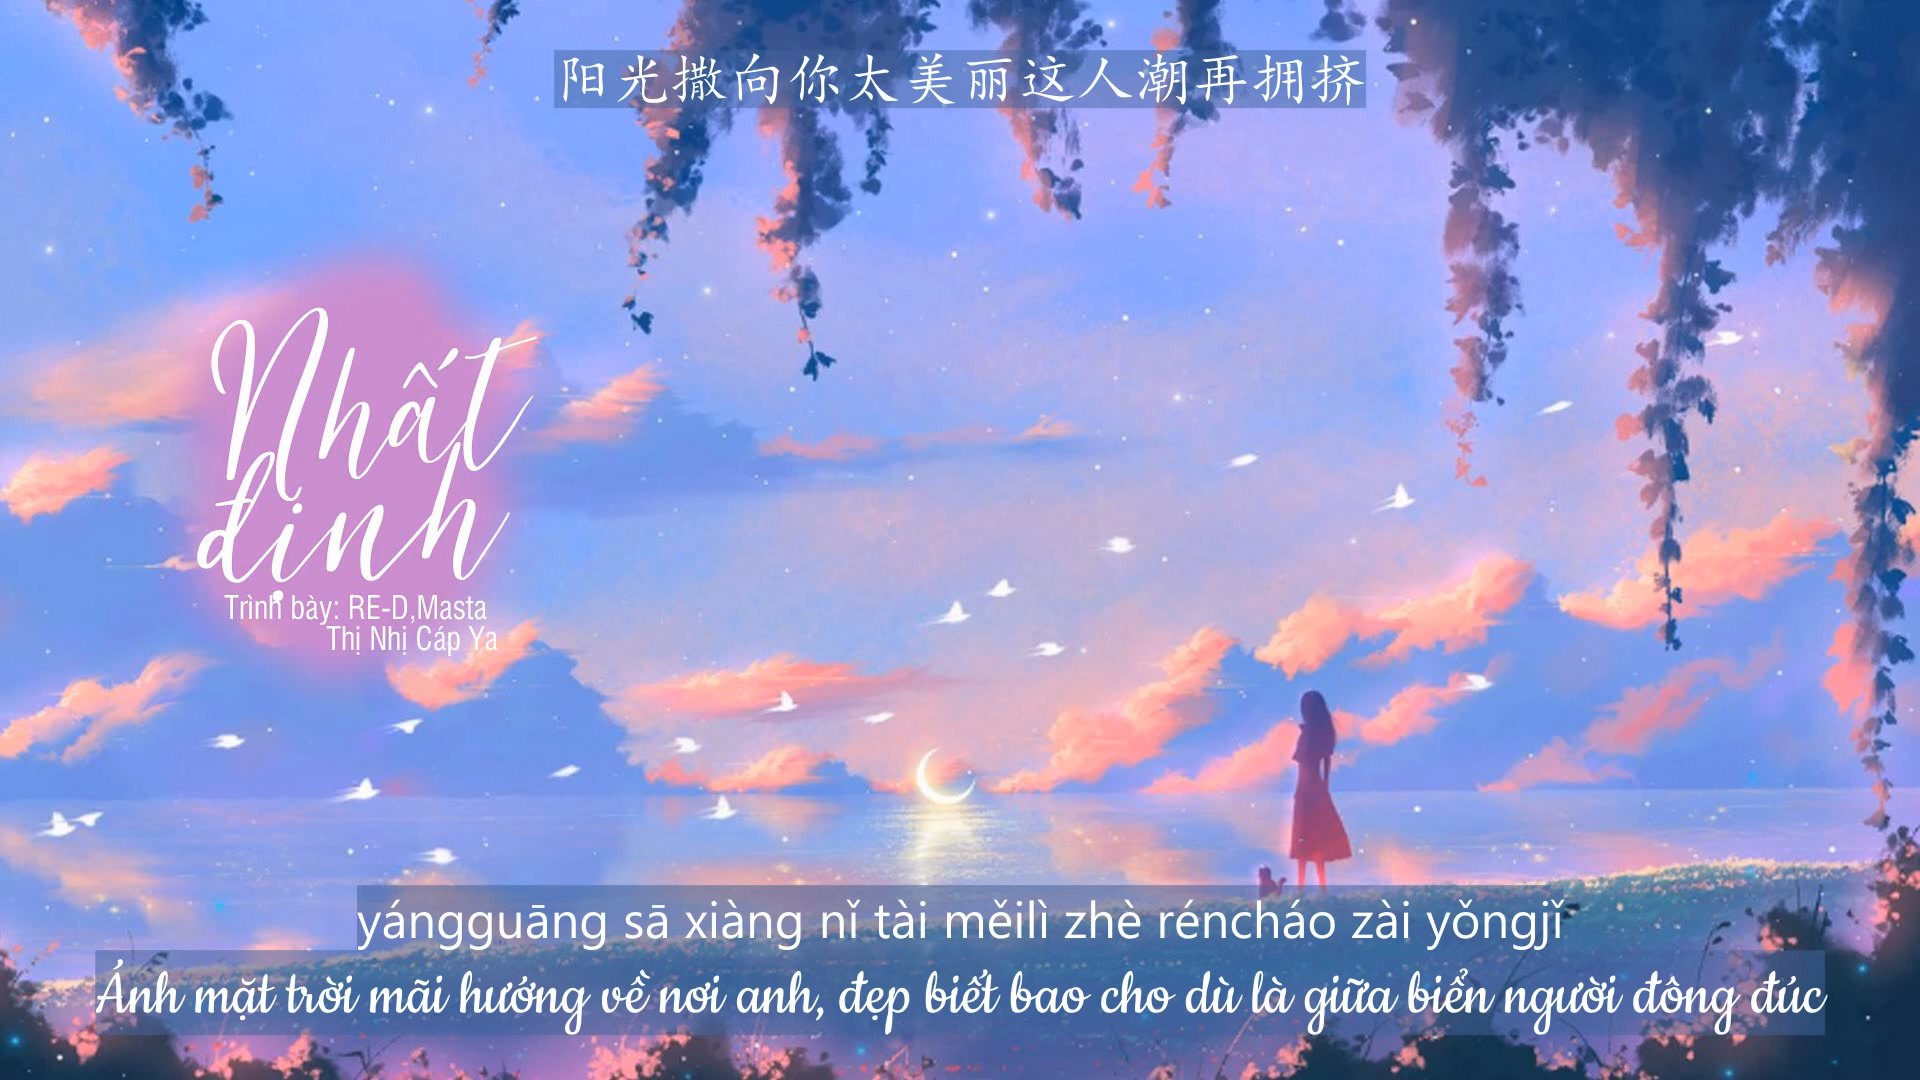 阳光撒向你太美丽这人潮再拥挤
Nhất
định
Trình bày: RE-D,Masta
Thị Nhị Cáp Ya
yángguāng sā xiàng nǐ tài měilì zhè réncháo zài yǒngjǐ
Ánh mặt trời mãi hướng về nơi anh, đẹp biết bao cho dù là giữa biển người đông đúc